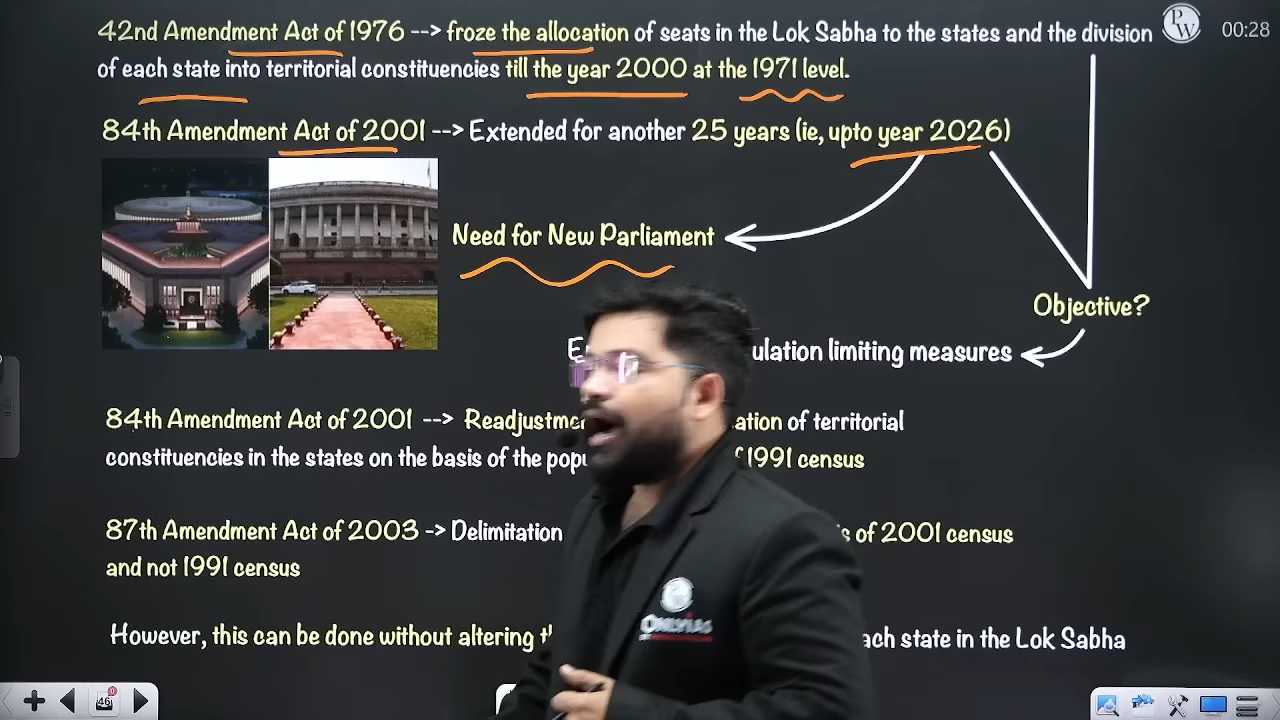 42nd Amendment Act of 1976 --> froze the allocation of seats in the Lok Sabha to the states and the division
PW
00:28
of each state into territorial constituencies till the year 2000 at the 1971 level.
84th Amendment Act of 2001 --> Extended for another 25 years (ie, upto year 2026)
Need for New Parliament
Objective?
ulation limiting measures
84th Amendment Act of 2001 --> Readjustme ation of territorial
constituencies in the states on the basis of the popu f 1991 census
87th Amendment Act of 2003 -> Delimitation s of 2001 census
and not 1991 census
ONLYIAS
However, this can be done without altering th each state in the Lok Sabha
46